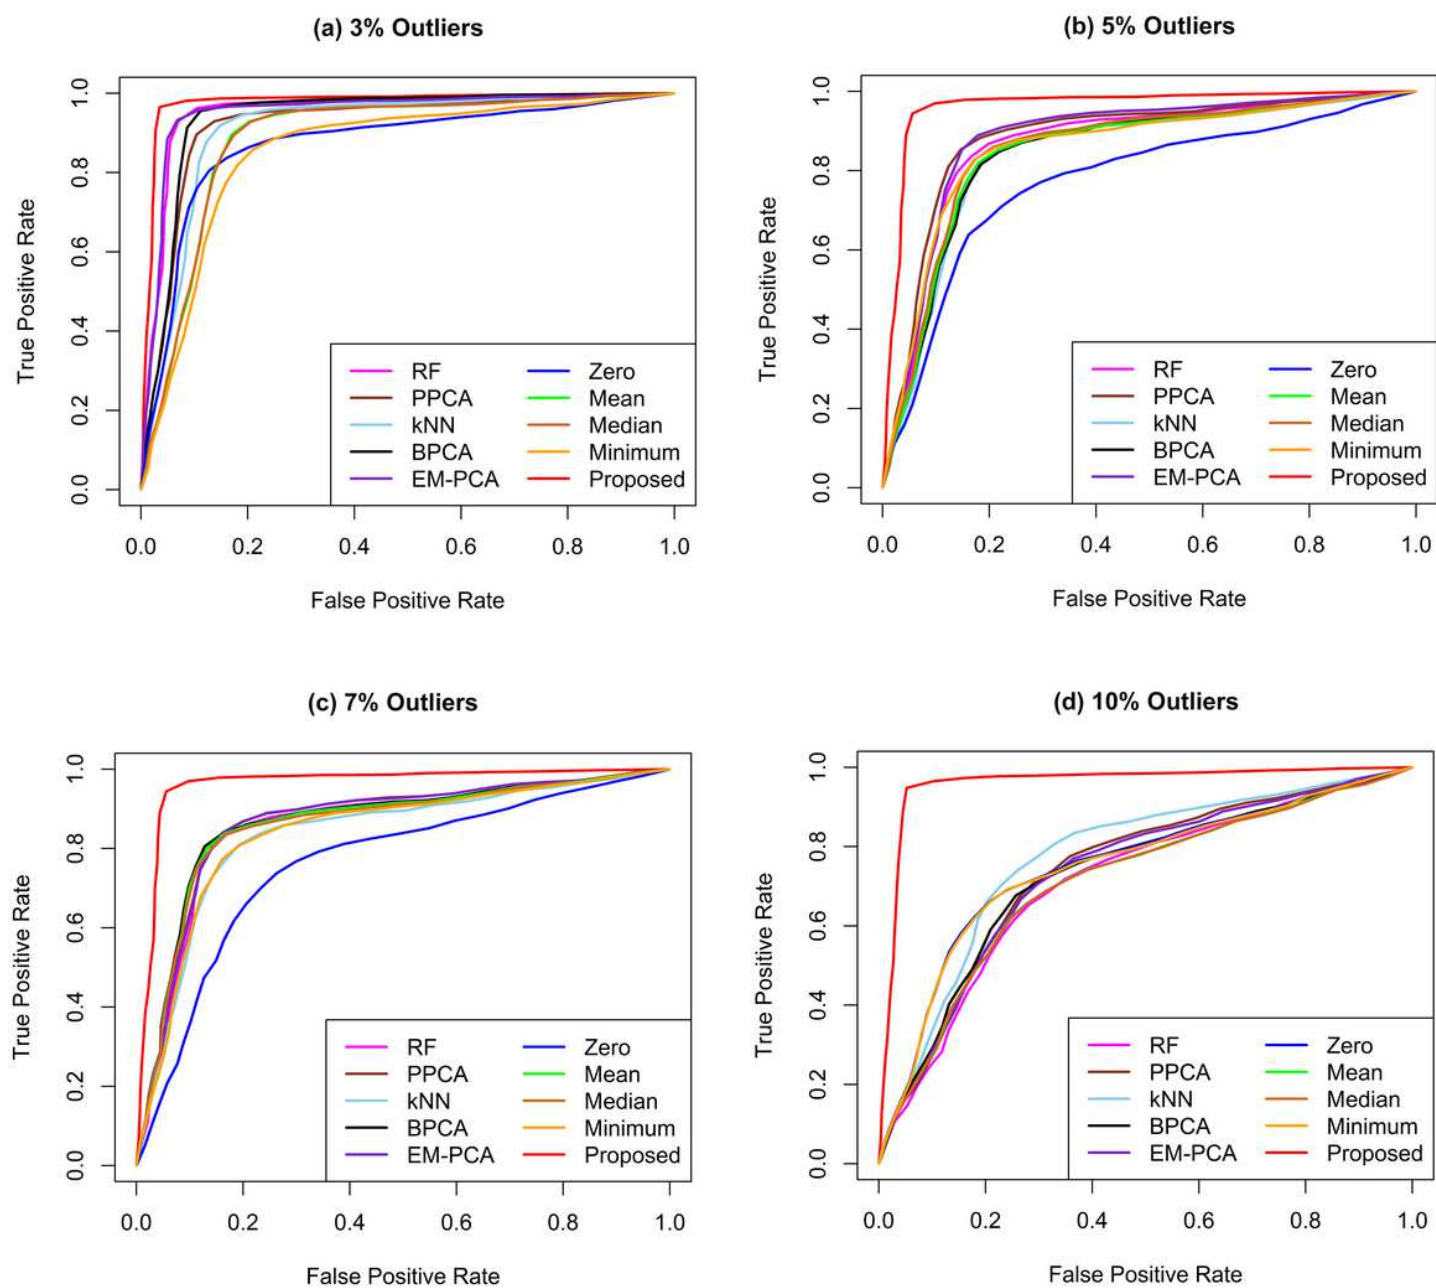 (a) 3% Outliers
True Positive Rate
1.0
0.8
0.6
0.4
0.2
0.0
RF
PPCA
kNN
BPCA
EM-PCA
Zero
Mean
Median
Minimum
Proposed
0.0 0.2 0.4 0.6 0.8 1.0
False Positive Rate
(b) 5% Outliers
True Positive Rate
1.0
0.8
0.6
0.4
0.2
0.0
RF
PPCA
kNN
BPCA
EM-PCA
Zero
Mean
Median
Minimum
Proposed
0.0 0.2 0.4 0.6 0.8 1.0
False Positive Rate
(c) 7% Outliers
True Positive Rate
1.0
0.8
0.6
0.4
0.2
0.0
RF
PPCA
kNN
BPCA
EM-PCA
Zero
Mean
Median
Minimum
Proposed
0.0 0.2 0.4 0.6 0.8 1.0
False Positive Rate
(d) 10% Outliers
True Positive Rate
1.0
0.8
0.6
0.4
0.2
0.0
RF
PPCA
kNN
BPCA
EM-PCA
Zero
Mean
Median
Minimum
Proposed
0.0 0.2 0.4 0.6 0.8 1.0
False Positive Rate